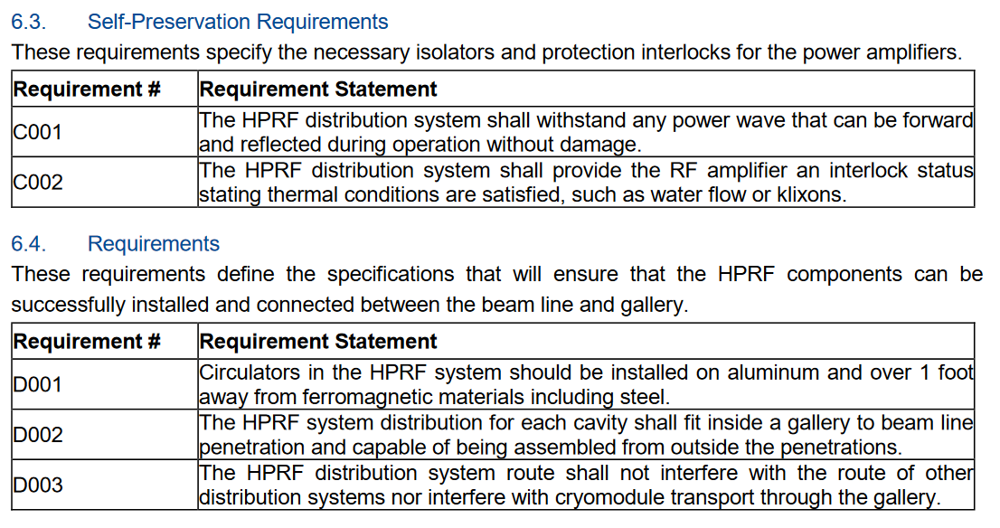 6.3. Self-Preservation Requirements
These requirements specify the necessary isolators and protection interlocks for the power amplifiers.
Requirement # Requirement Statement
C001 The HPRF distribution system shall withstand any power wave that can be forward
and reflected during operation without damage.
C002 The HPRF distribution system shall provide the RF amplifier an interlock status
stating thermal conditions are satisfied, such as water flow or klixons.
6.4. Requirements
These requirements define the specifications that will ensure that the HPRF components can be
successfully installed and connected between the beam line and gallery.
Requirement # Requirement Statement
D001 Circulators in the HPRF system should be installed on aluminum and over 1 foot
away from ferromagnetic materials including steel.
D002 The HPRF system distribution for each cavity shall fit inside a gallery to beam line
penetration and capable of being assembled from outside the penetrations.
D003 The HPRF distribution system route shall not interfere with the route of other
distribution systems nor interfere with cryomodule transport through the gallery.